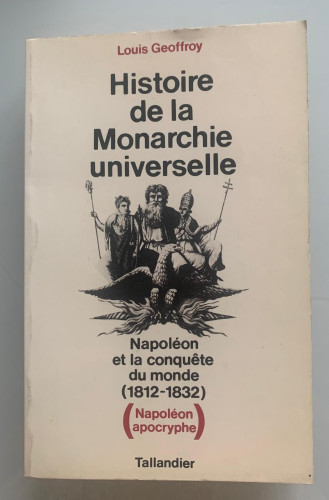 Louis Geoffroy
Histoire
de la
Monarchie
universelle
Napoléon
et la conquête
du monde
(1812-1832)
(Napoléon
apocryphe)
Tallandier